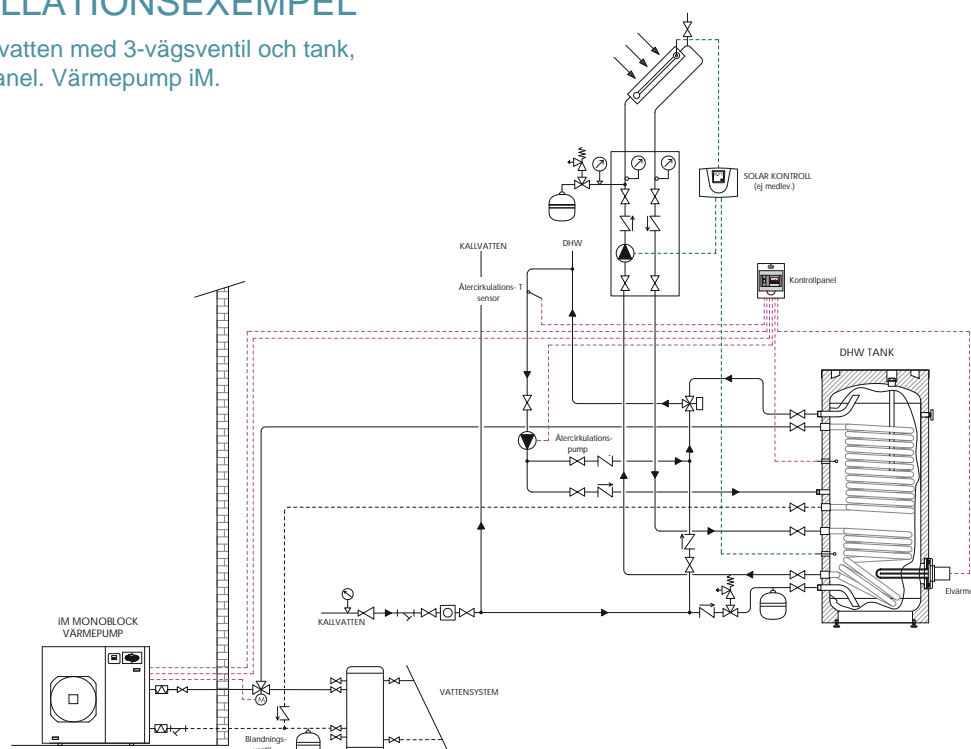 LLATIONSEXEMPEL
vatten med 3-vägsventil och tank,
anel. Värmepump iM.
SOLAR KONTROLL
(ej medlev.)
KALLVATTEN
DHW
Återcirkulations- T
sensor
Kontrollpanel
DHW TANK
Återcirkulations-
pump
Elvärme
KALLVATTEN
iM MONOBLOCK
VÄRMEPUMP
M
VATTENSYSTEM
Blandnings-